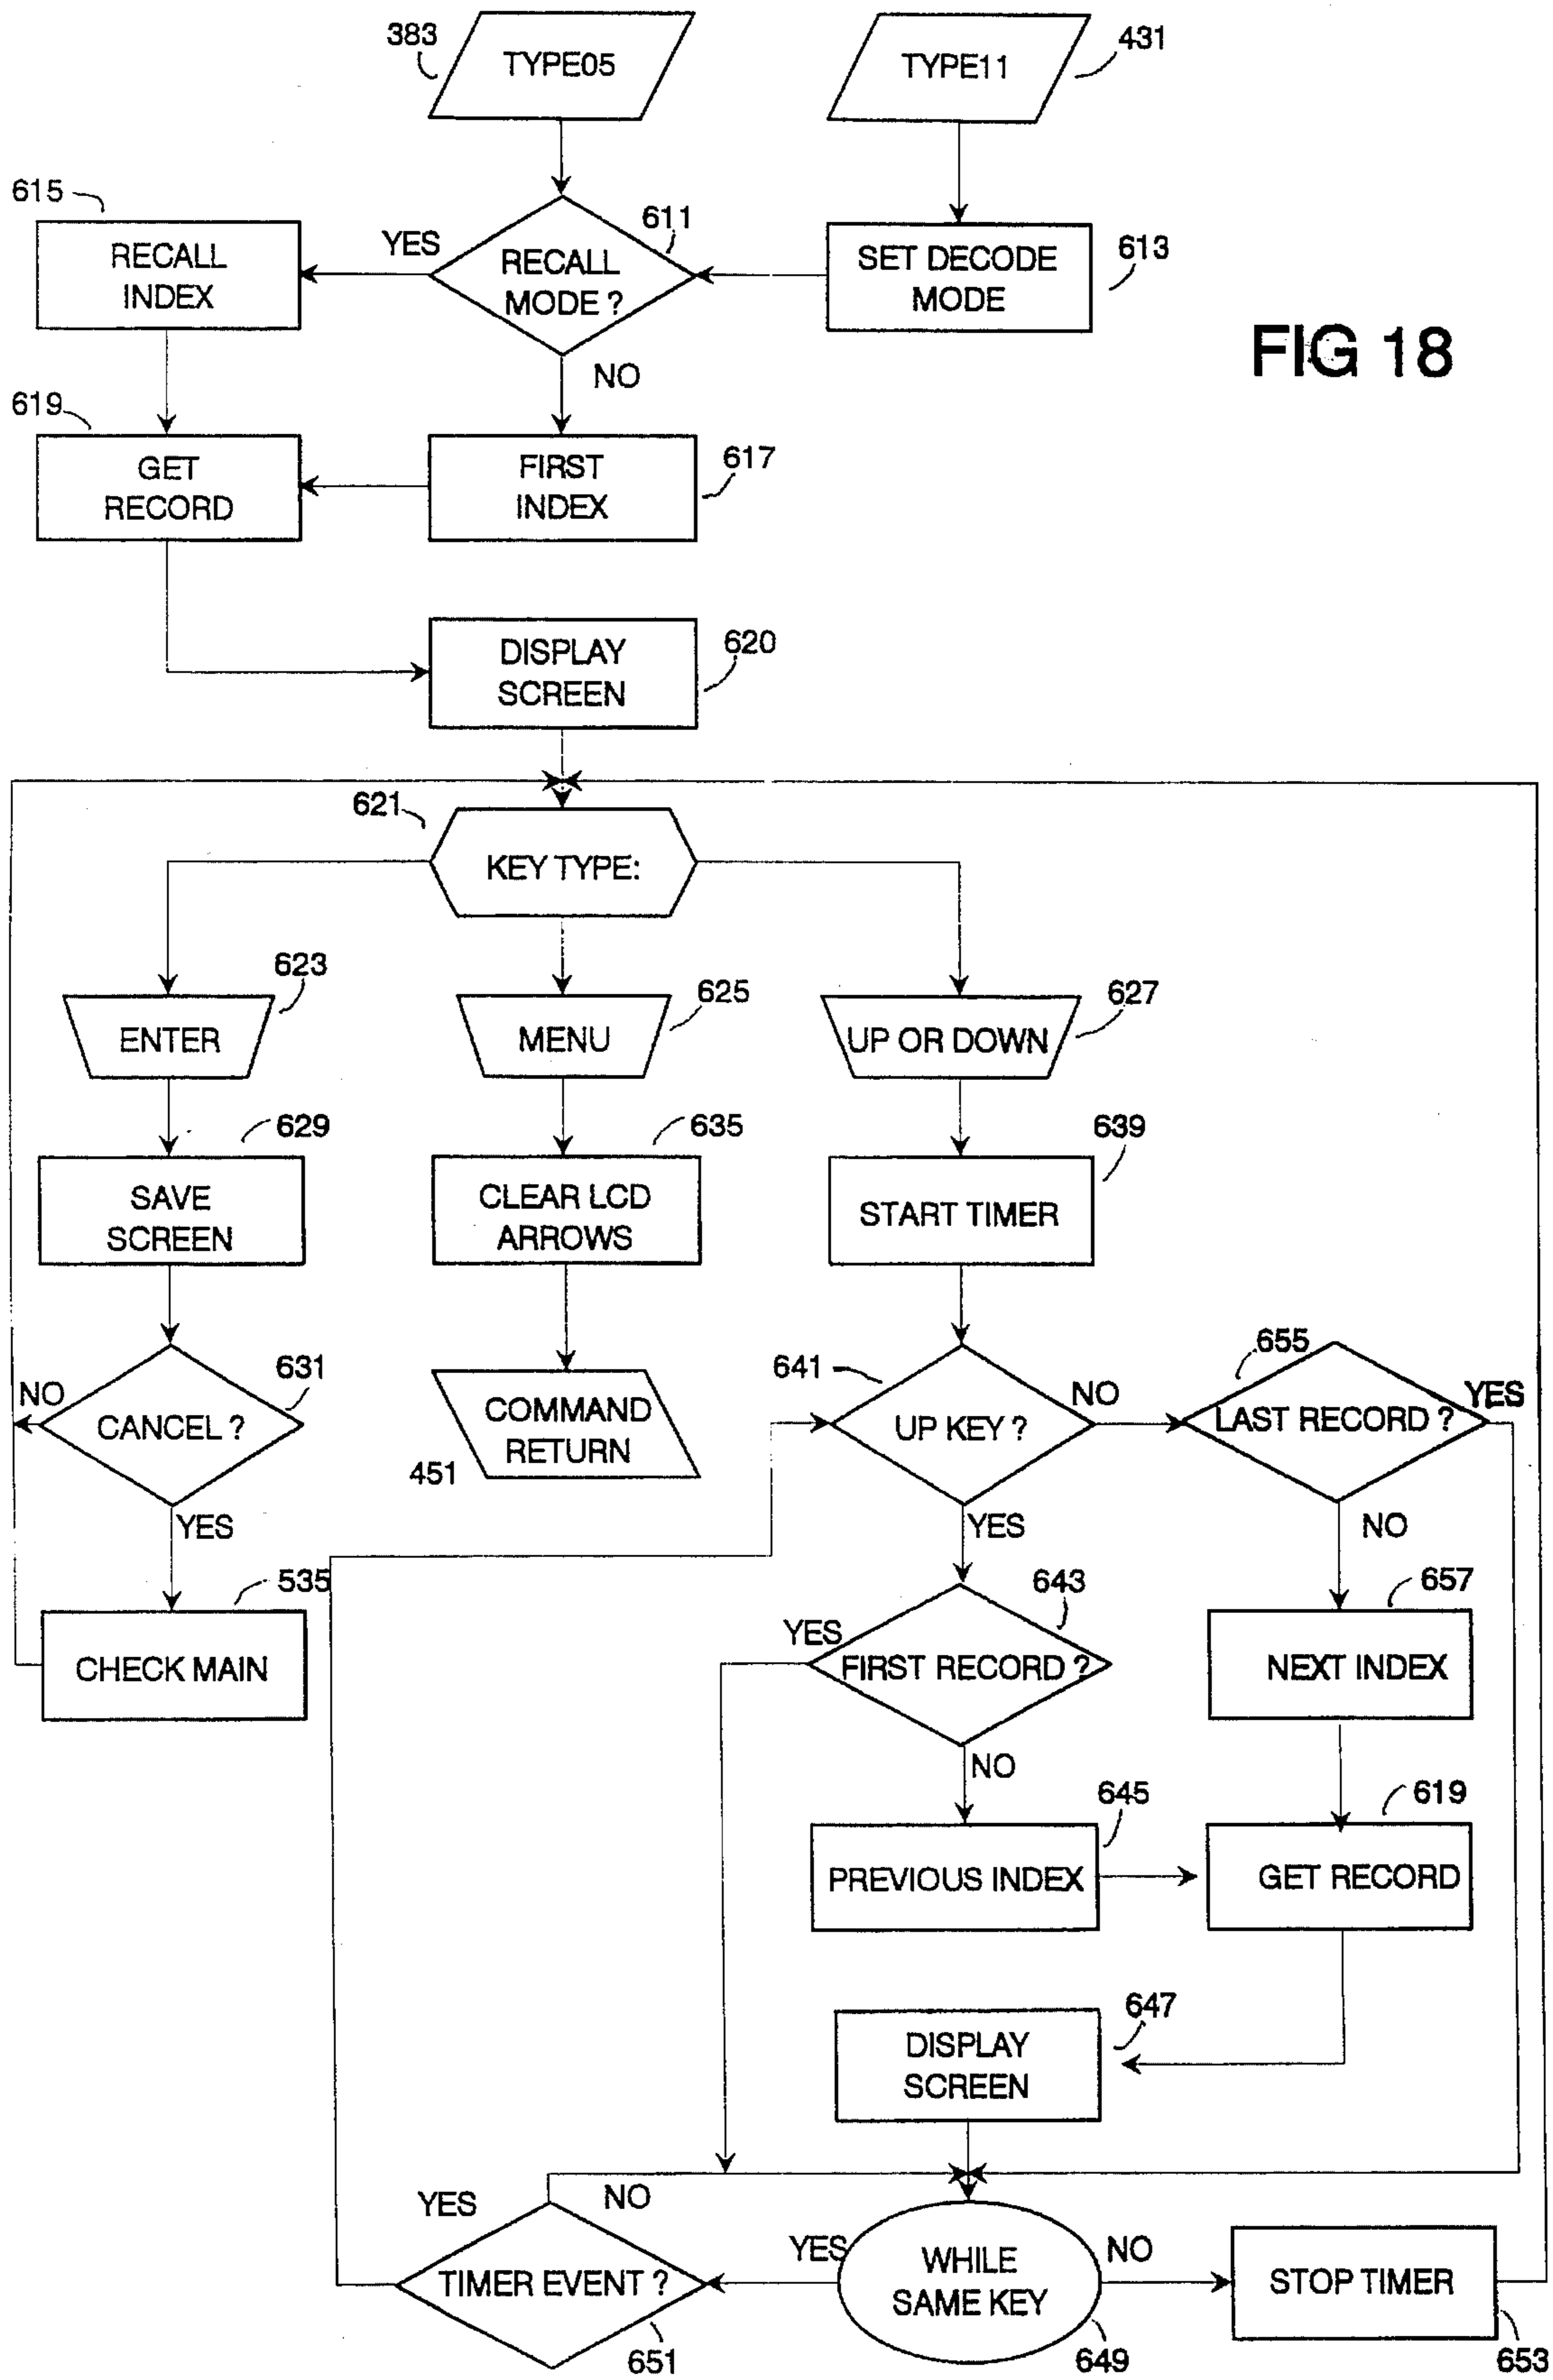 383
TYPE05
TYPE11
431
615
RECALL
INDEX
YES
611
RECALL
MODE ?
SET DECODE
MODE
613
FIG 18
NO
619
GET
RECORD
FIRST
INDEX
617
DISPLAY
SCREEN
620
621
KEY TYPE:
623
ENTER
625
MENU
627
UP OR DOWN
629
SAVE
SCREEN
635
CLEAR LCD
ARROWS
639
START TIMER
NO
631
CANCEL ?
YES
COMMAND
RETURN
451
641
UP KEY ?
NO
YES
655
LAST RECORD ?
YES
NO
535
CHECK MAIN
643
YES
FIRST RECORD ?
NO
657
NEXT INDEX
645
PREVIOUS INDEX
619
GET RECORD
647
DISPLAY
SCREEN
YES
NO
TIMER EVENT ?
651
YES
WHILE
SAME KEY
649
NO
STOP TIMER
653